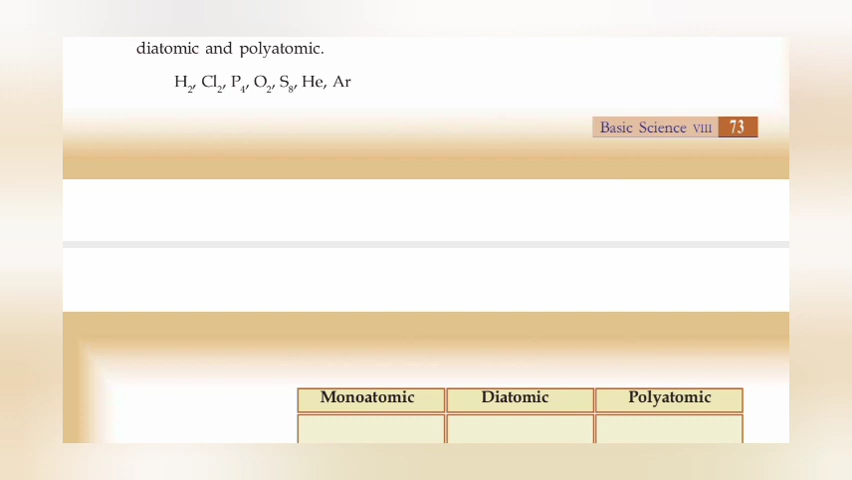 diatomic and polyatomic.
H₂, Cl₂, P₄, O₂, S₈, He, Ar
Basic Science VIII 73
Monoatomic Diatomic Polyatomic